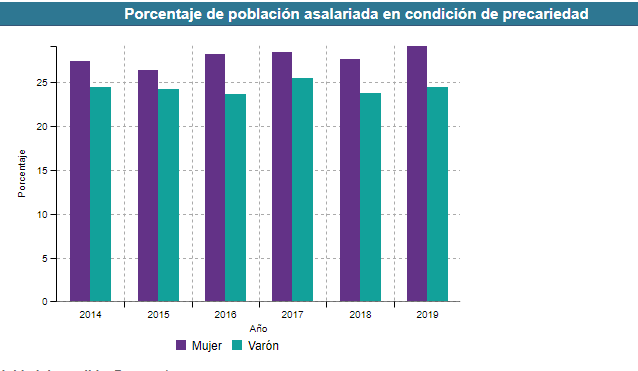 Porcentaje de población asalariada en condición de precariedad
25
20
15
10
5
0
Porcentaje
2014 2015 2016 2017 2018 2019
Año
Mujer Varón